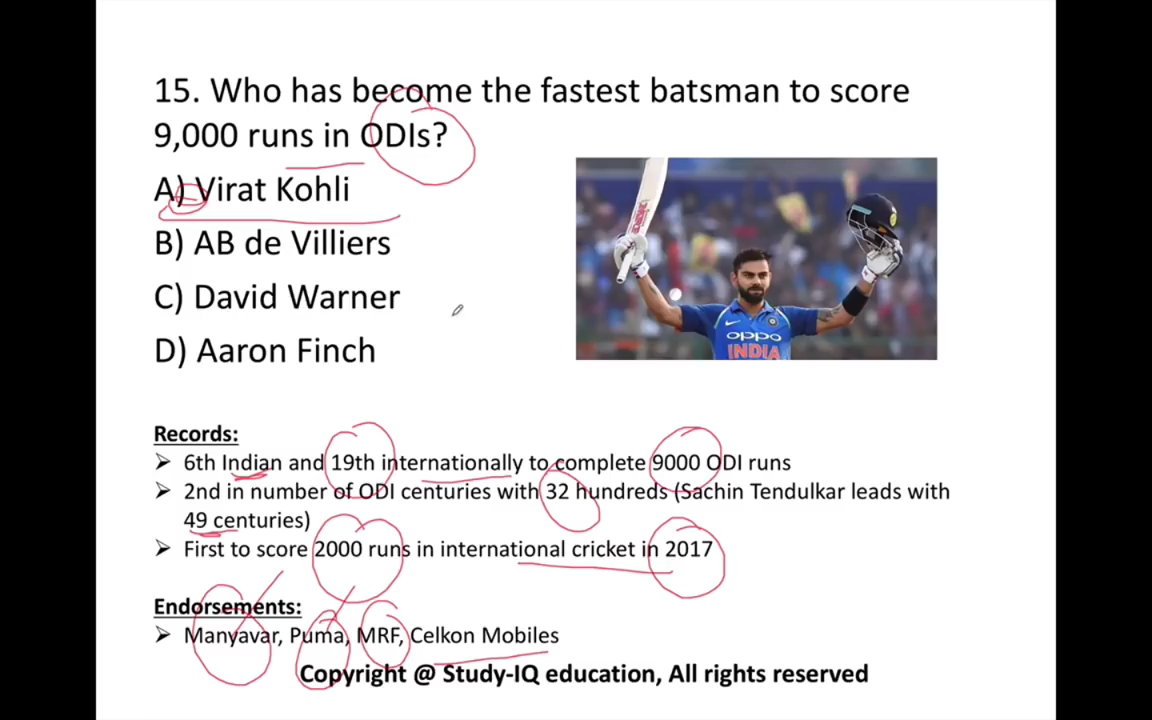 15. Who has become the fastest batsman to score
9,000 runs in ODIs?
A) Virat Kohli
B) AB de Villiers
C) David Warner
D) Aaron Finch
oppo
INDIA
Records:
➢ 6th Indian and 19th internationally to complete 9000 ODI runs
➢ 2nd in number of ODI centuries with 32 hundreds (Sachin Tendulkar leads with
49 centuries)
➢ First to score 2000 runs in international cricket in 2017
Endorsements:
➢ Manyavar, Puma, MRF, Celkon Mobiles
Copyright @ Study-IQ education, All rights reserved